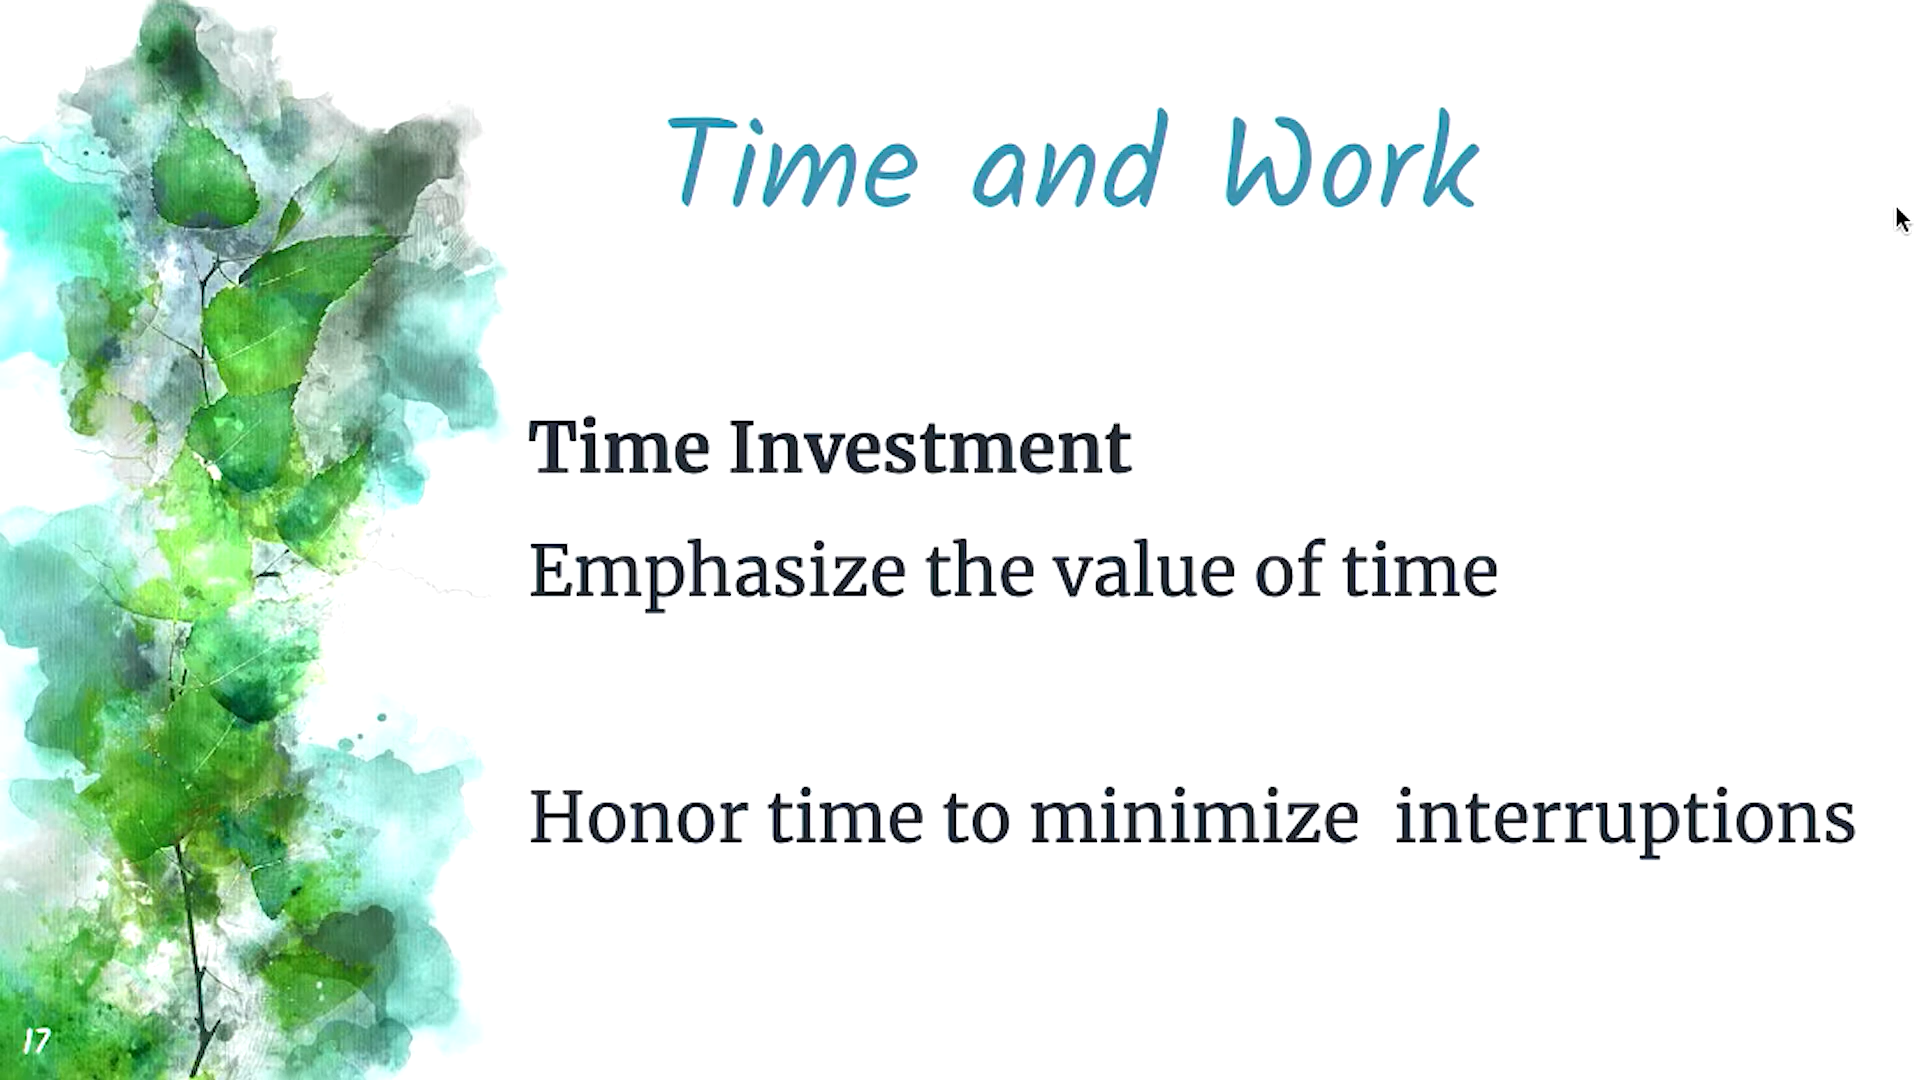 Time and Work
Time Investment
Emphasize the value of time
Honor time to minimize  interruptions
17